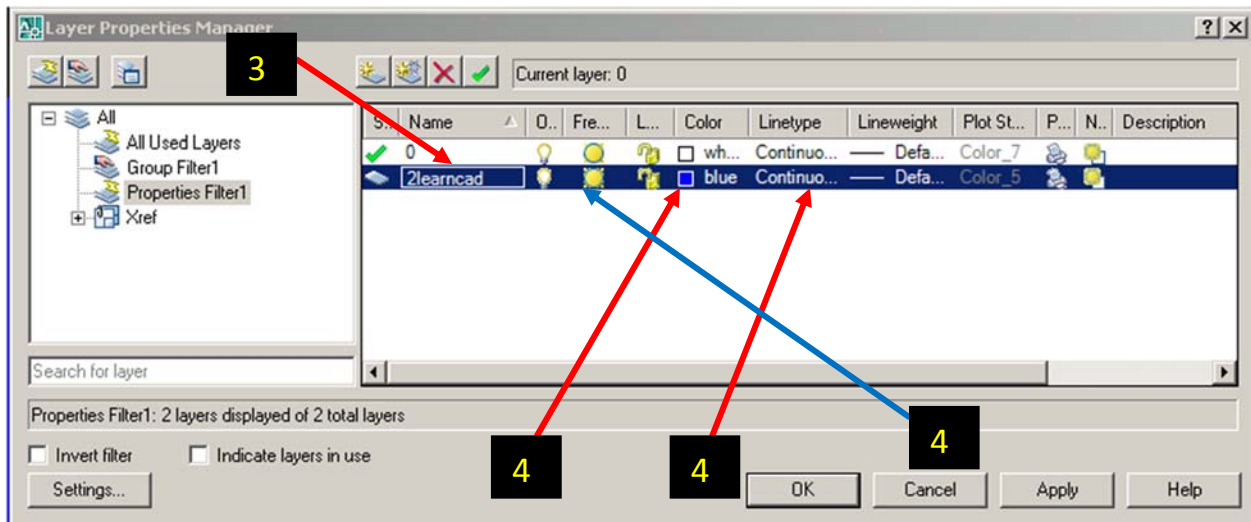 Layer Properties Manager
3
Current layer: 0
All
All Used Layers
Group Filter1
Properties Filter1
Xref
S... Name O.. Fre... L... Color Linetype Lineweight Plot St... P... N.. Description
0 wh... Continuo... Defa... Color_7
2learncad blue Continuo... Defa... Color_5
Search for layer
Properties Filter1: 2 layers displayed of 2 total layers
4
Invert filter Indicate layers in use
4 4
Settings... OK Cancel Apply Help